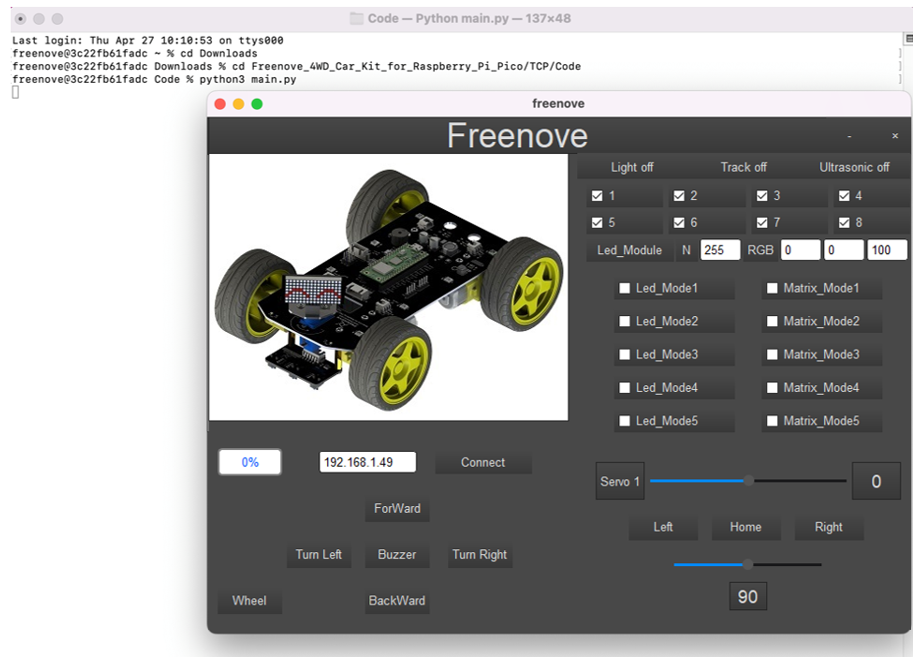 Code — Python main.py — 137×48
Last login: Thu Apr 27 10:10:53 on ttys000
freenove@3c22fb61fadc ~ % cd Downloads
freenove@3c22fb61fadc Downloads % cd Freenove_4WD_Car_Kit_for_Raspberry_Pi_Pico/TCP/Code
freenove@3c22fb61fadc Code % python3 main.py
freenove
Freenove - ×
Light off Track off Ultrasonic off
1 2 3 4
5 6 7 8
Led_Module N 255 RGB 0 0 100
Led_Mode1 Matrix_Mode1
Led_Mode2 Matrix_Mode2
Led_Mode3 Matrix_Mode3
Led_Mode4 Matrix_Mode4
Led_Mode5 Matrix_Mode5
0% 192.168.1.49 Connect
Servo 1 0
ForWard
Left Home Right
Turn Left Buzzer Turn Right
Wheel BackWard
90